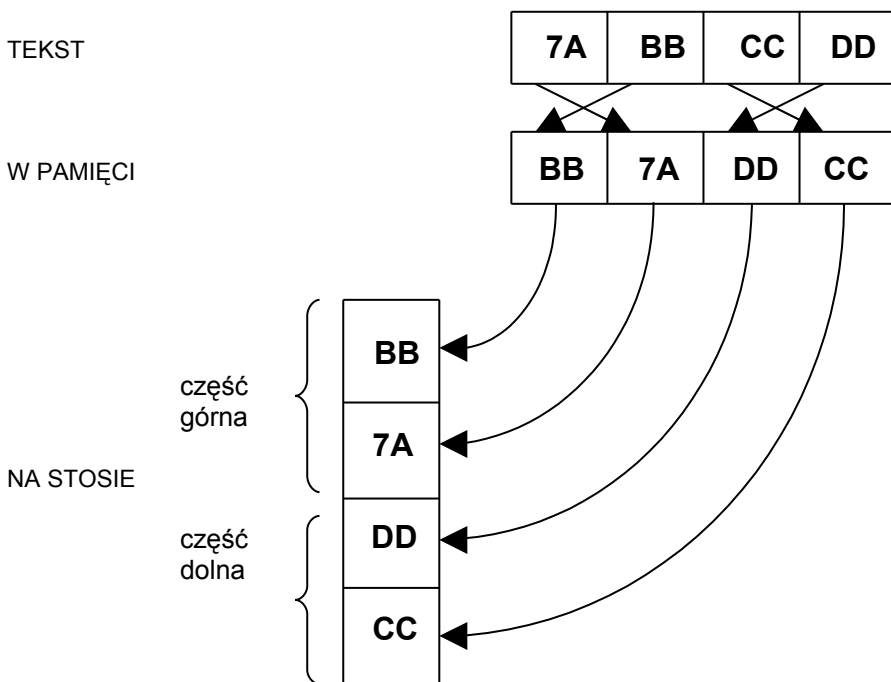 TEKST
7A BB CC DD
W PAMIĘCI
BB 7A DD CC
BB
część
górna
7A
NA STOSIE
DD
część
dolna
CC